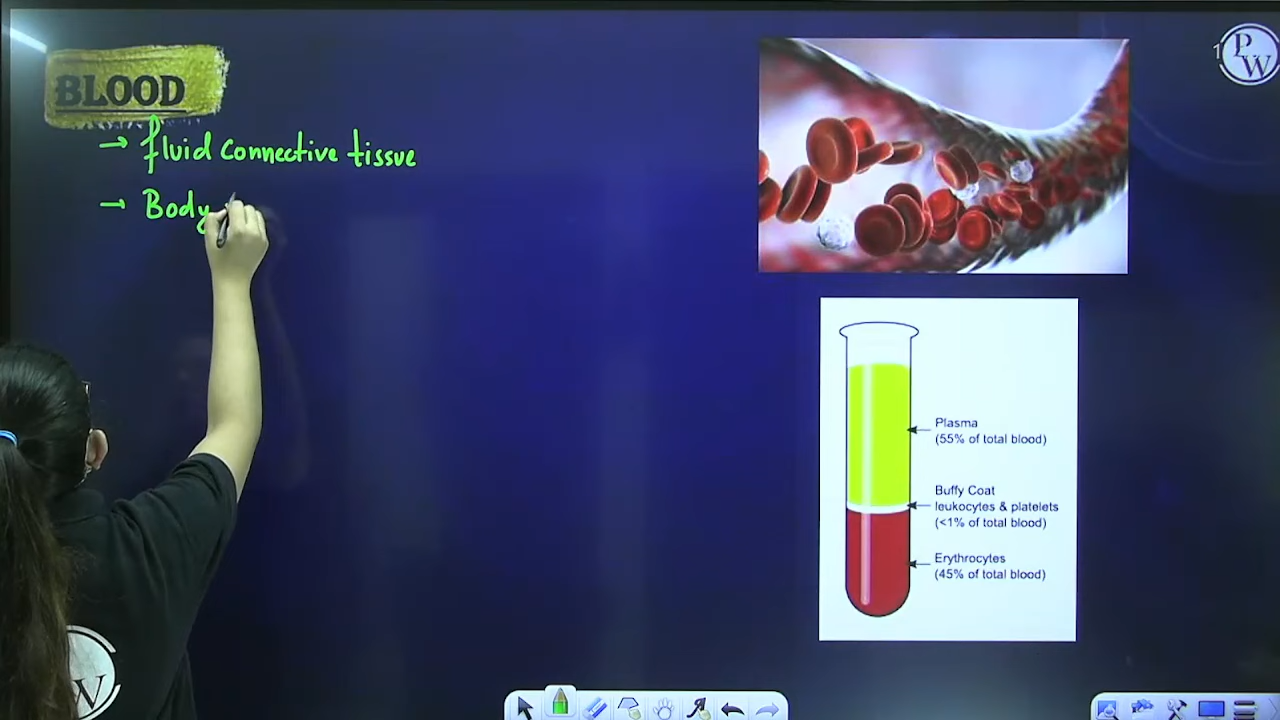 BLOOD
→ fluid connective tissue
→ Body
PW
Plasma
(55% of total blood)
Buffy Coat
leukocytes & platelets
(<1% of total blood)
Erythrocytes
(45% of total blood)
W